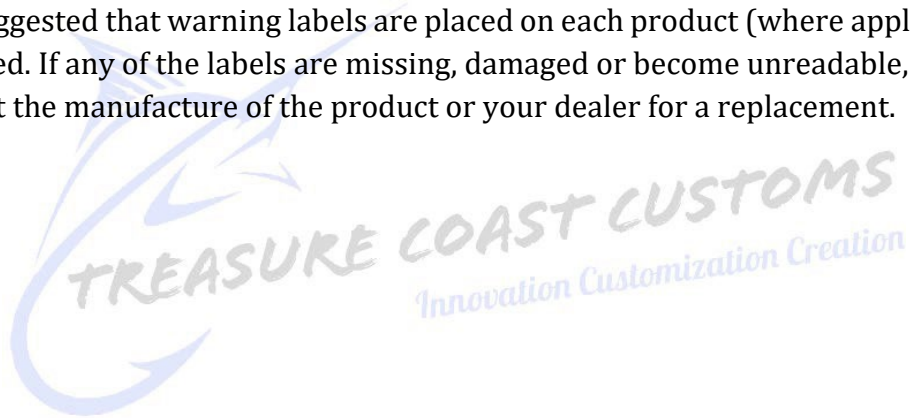 ggested that warning labels are placed on each product (where appl
ed. If any of the labels are missing, damaged or become unreadable,
t the manufacture of the product or your dealer for a replacement.
TREASURE COAST CUSTOMS
Innovation Customization Creation